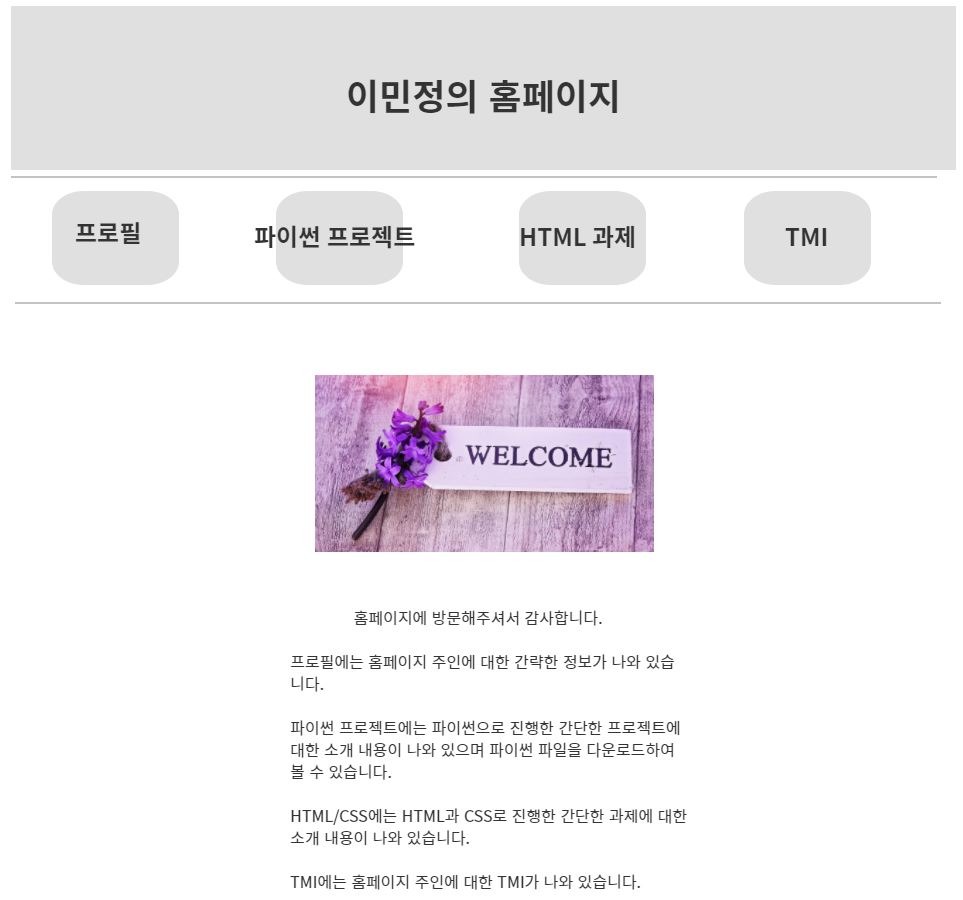 이민정의 홈페이지
프로필
파이썬 프로젝트
HTML 과제
TMI
WELCOME
홈페이지에 방문해주셔서 감사합니다.
프로필에는 홈페이지 주인에 대한 간략한 정보가 나와 있습
니다.
파이썬 프로젝트에는 파이썬으로 진행한 간단한 프로젝트에
대한 소개 내용이 나와 있으며 파이썬 파일을 다운로드하여
볼 수 있습니다.
HTML/CSS에는 HTML과 CSS로 진행한 간단한 과제에 대한
소개 내용이 나와 있습니다.
TMI에는 홈페이지 주인에 대한 TMI가 나와 있습니다.